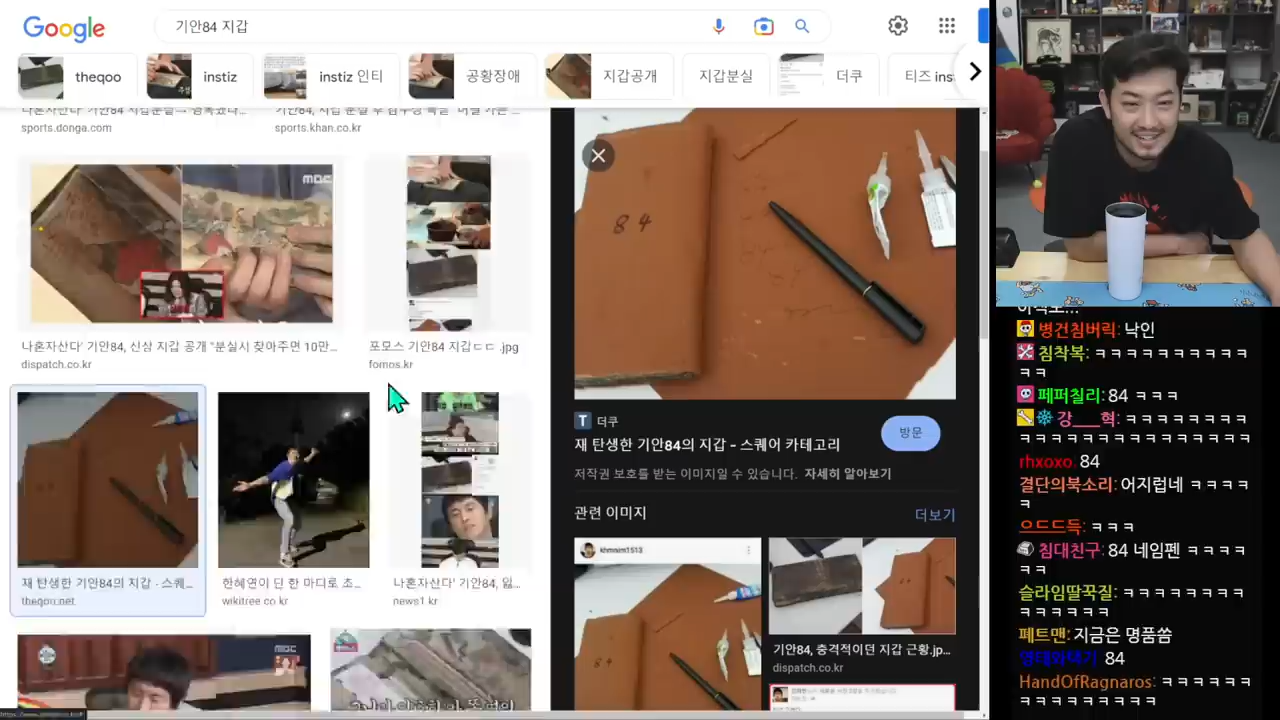 Google
기안84 지갑
theqoo
instiz
instiz 인티
공황장애
지갑공개
지갑분실
더쿠
티즈 ins
sports.donga.com
sports.khan.co.kr
MBC
나혼자산다' 기안84, 신상 지갑 공개 "분실시 찾아주면 10만...
dispatch.co.kr
포모스 기안84 지갑ㄷㄷ .jpg
fomos.kr
재 탄생한 기안84의 지갑 - 스퀘...
theqoo.net
한혜연이 딘 한 마디로 조...
wikitree.co.kr
나혼자산다' 기안84, 잃...
news1.kr
MBC
84
더쿠
재 탄생한 기안84의 지갑 - 스퀘어 카테고리
방문
저작권 보호를 받는 이미지일 수 있습니다. 자세히 알아보기
관련 이미지
더보기
khmnim1513
기안84, 충격적이던 지갑 근황.jp...
dispatch.co.kr
병건침버릭: 낙인
침착복: ㅋㅋㅋㅋㅋㅋㅋㅋㅋㅋ
ㅋㅋ
페퍼칠리: 84 ㅋㅋㅋ
강___혁: ㅋㅋㅋㅋㅋㅋㅋㅋ
ㅋㅋㅋㅋㅋㅋㅋㅋㅋㅋㅋㅋㅋㅋㅋ
rhxoxo: 84
결단의북소리: 어지럽네 ㅋㅋㅋㅋ
ㅋ
으드드득: ㅋㅋㅋ
침대친구: 84 네임펜 ㅋㅋㅋㅋ
ㅋㅋ
슬라임딸꾹질: ㅋㅋㅋㅋㅋㅋㅋㅋ
ㅋㅋㅋㅋㅋㅋ
페트맨: 지금은 명품씀
영태와택기: 84
HandOfRagnaros: ㅋㅋㅋㅋㅋㅋ
ㅋㅋㅋㅋㅋㅋㅋㅋㅋ